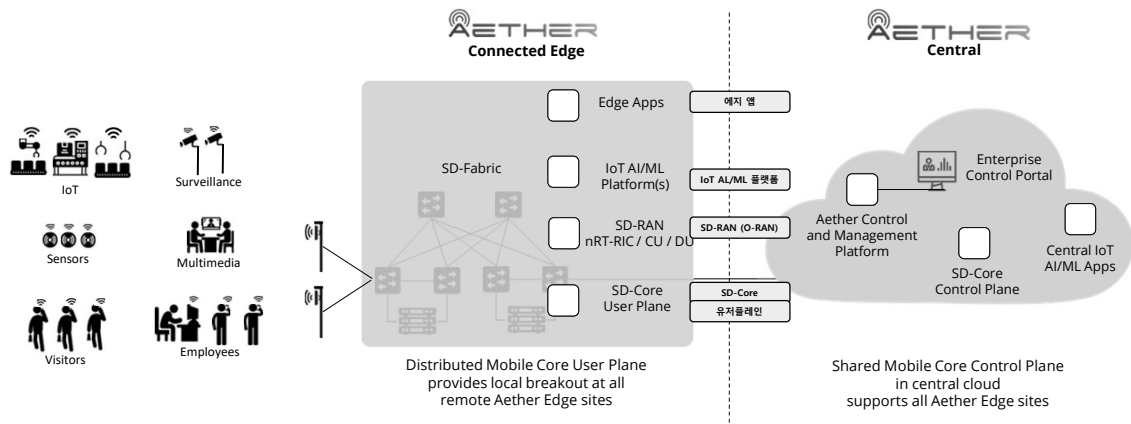 AETHER
Connected Edge
AETHER
Central
Edge Apps
에지 앱
SD-Fabric
IoT AI/ML
Platform(s)
IoT AL/ML 플랫폼
SD-RAN
nRT-RIC / CU / DU
SD-RAN (O-RAN)
SD-Core
User Plane
SD-Core
유저플레인
IoT
Surveillance
Sensors
Multimedia
Visitors
Employees
Enterprise
Control Portal
Aether Control
and Management
Platform
SD-Core
Control Plane
Central IoT
AI/ML Apps
Distributed Mobile Core User Plane
provides local breakout at all
remote Aether Edge sites
Shared Mobile Core Control Plane
in central cloud
supports all Aether Edge sites